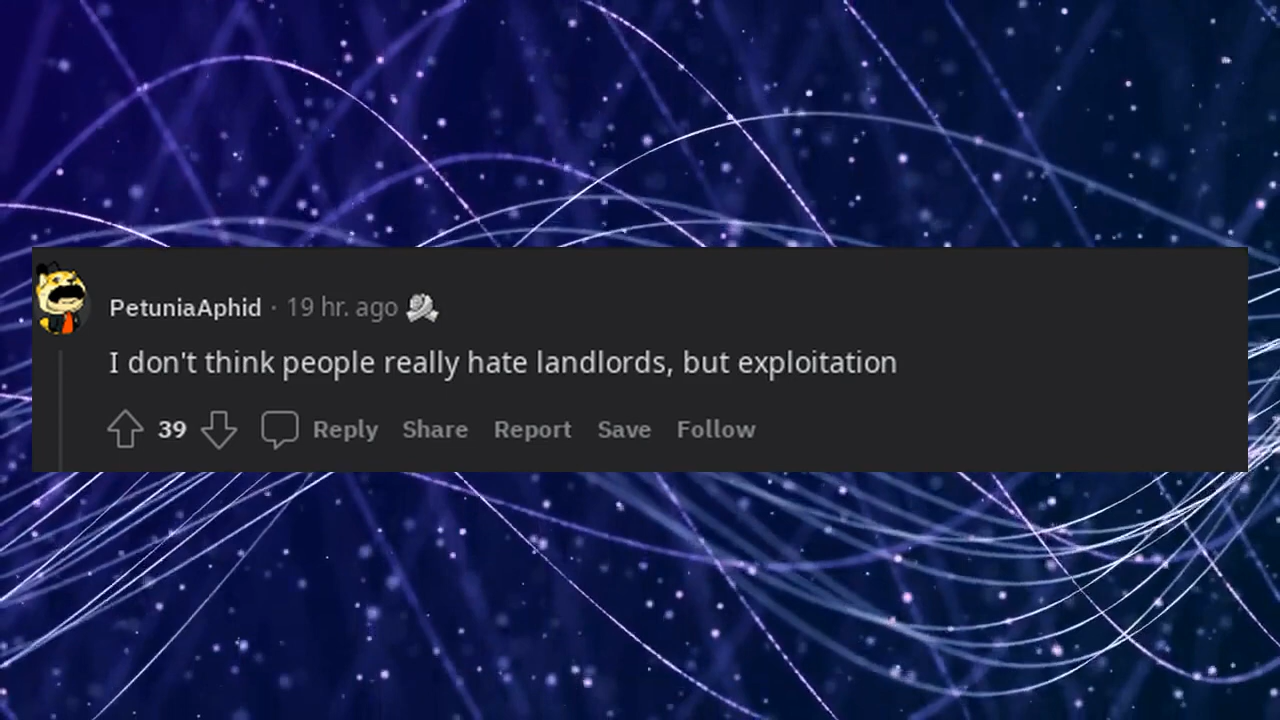 PetuniaAphid · 19 hr. ago
I don't think people really hate landlords, but exploitation
39 Reply Share Report Save Follow